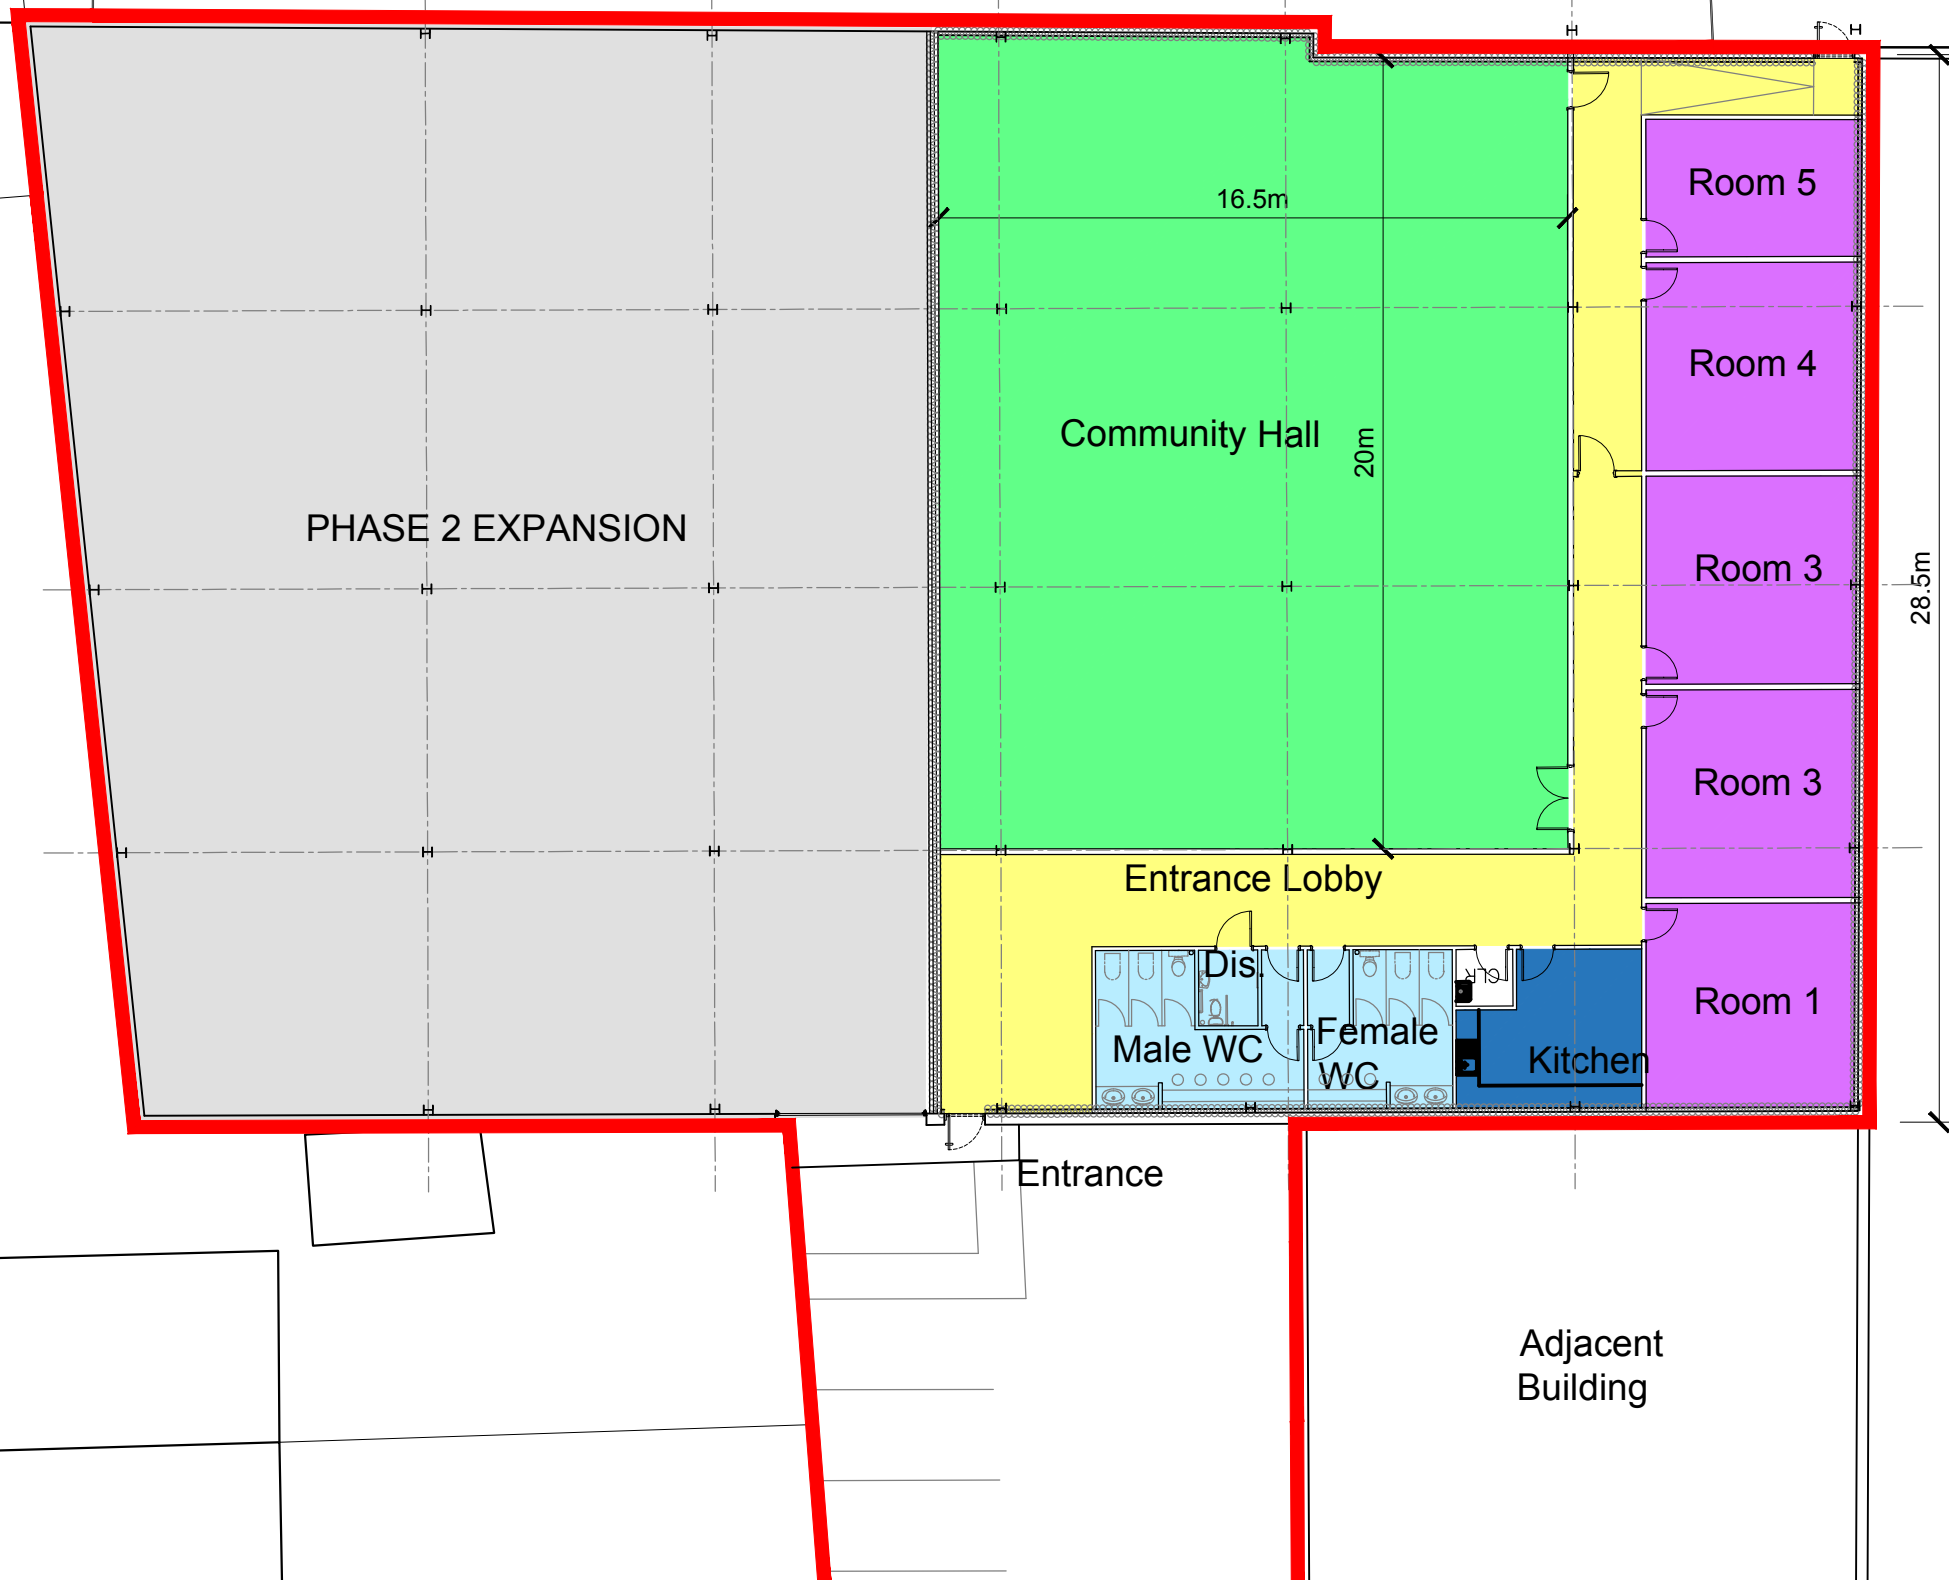 Room 5
16.5m
Room 4
Community Hall
20m
PHASE 2 EXPANSION
Room 3
28.5m
Room 3
Entrance Lobby
Dis.
CLR
Room 1
Male WC
Female
WC
Kitchen
Entrance
Adjacent
Building